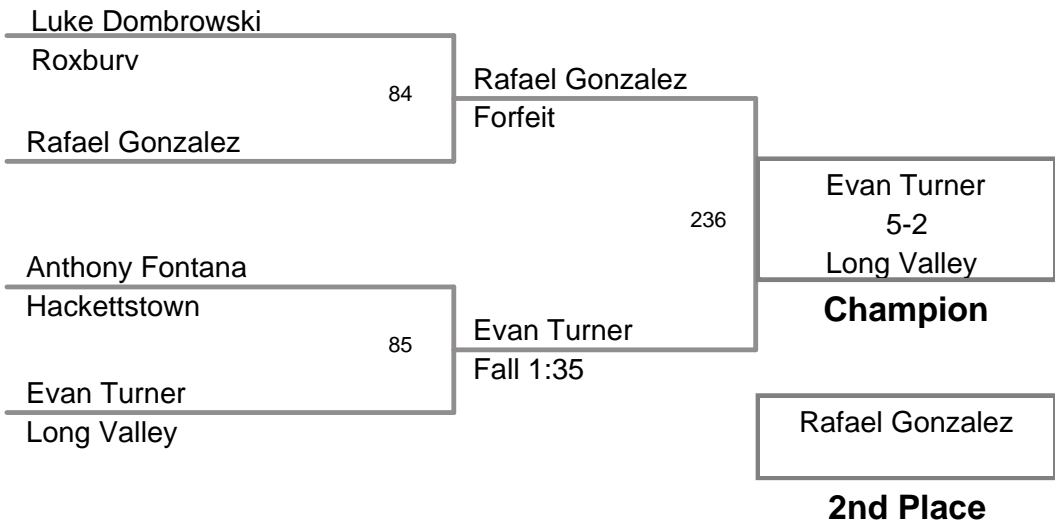 Luke Dombrowski
Roxbury
84
Rafael Gonzalez
Rafael Gonzalez
Forfeit
236
Evan Turner
5-2
Long Valley
Champion
Anthony Fontana
Hackettstown
85
Evan Turner
Long Valley
Evan Turner
Fall 1:35
Rafael Gonzalez
2nd Place